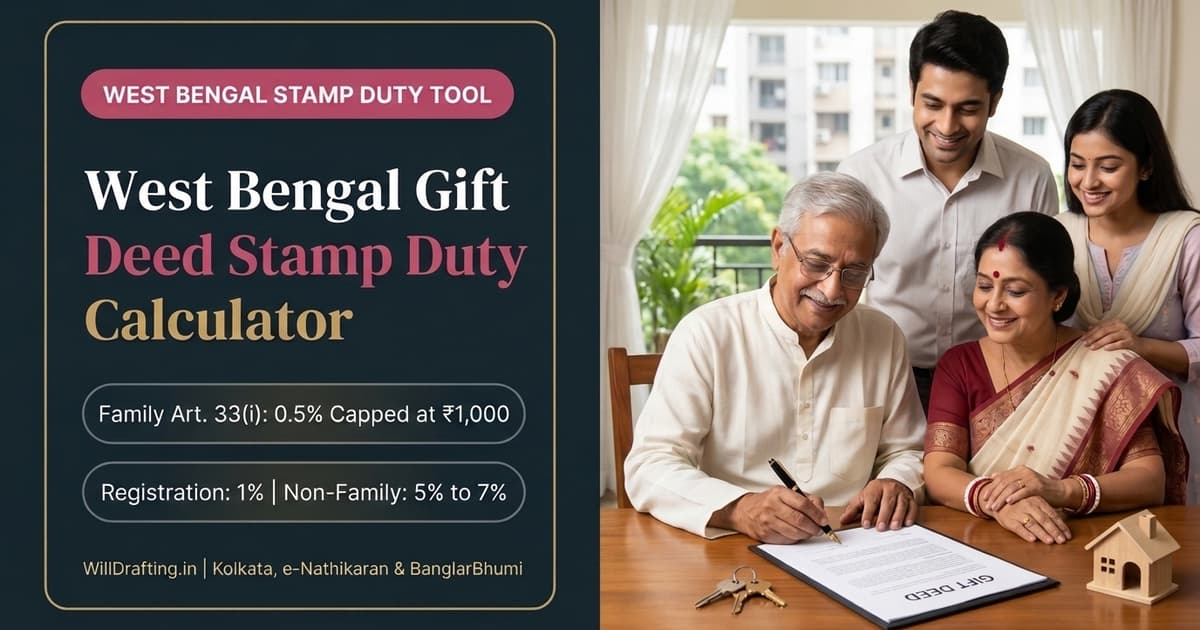 WEST BENGAL STAMP DUTY TOOL
West Bengal Gift
Deed Stamp Duty
Calculator
Family Art. 33(i): 0.5% Capped at ₹1,000
Registration: 1% | Non-Family: 5% to 7%
WillDrafting.in | Kolkata, e-Nathikaran & BanglarBhumi
GIFT DEED